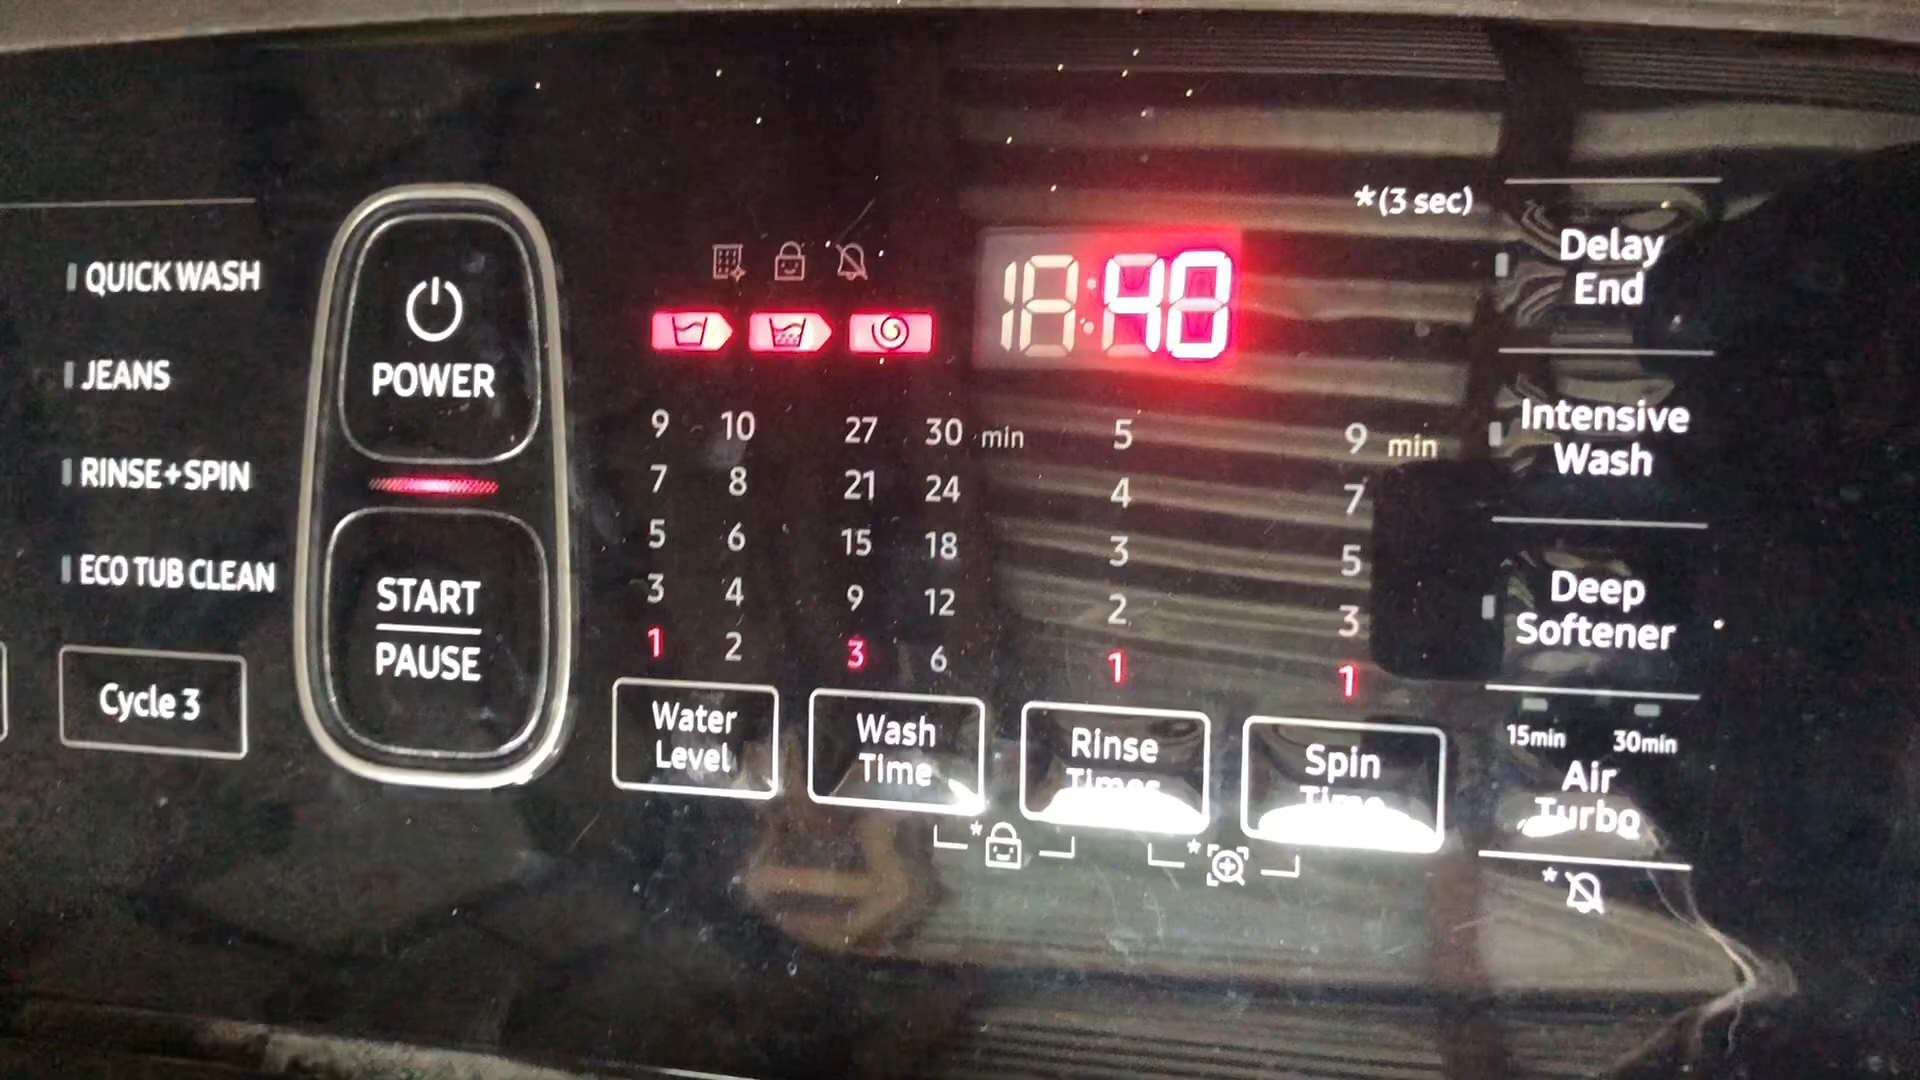 *(3 sec)
QUICK WASH
JEANS
RINSE+SPIN
ECO TUB CLEAN
Cycle 3
POWER
START
PAUSE
40
9 10 27 30 min 5 9 min
7 8 21 24 4 7
5 6 15 18 3 5
3 4 9 12 2 3
1 2 3 6 1 1
Water
Level
Wash
Time
Rinse
Times
Spin
Time
*
*
Delay
End
Intensive
Wash
Deep
Softener
15min 30min
Air
Turbo
*